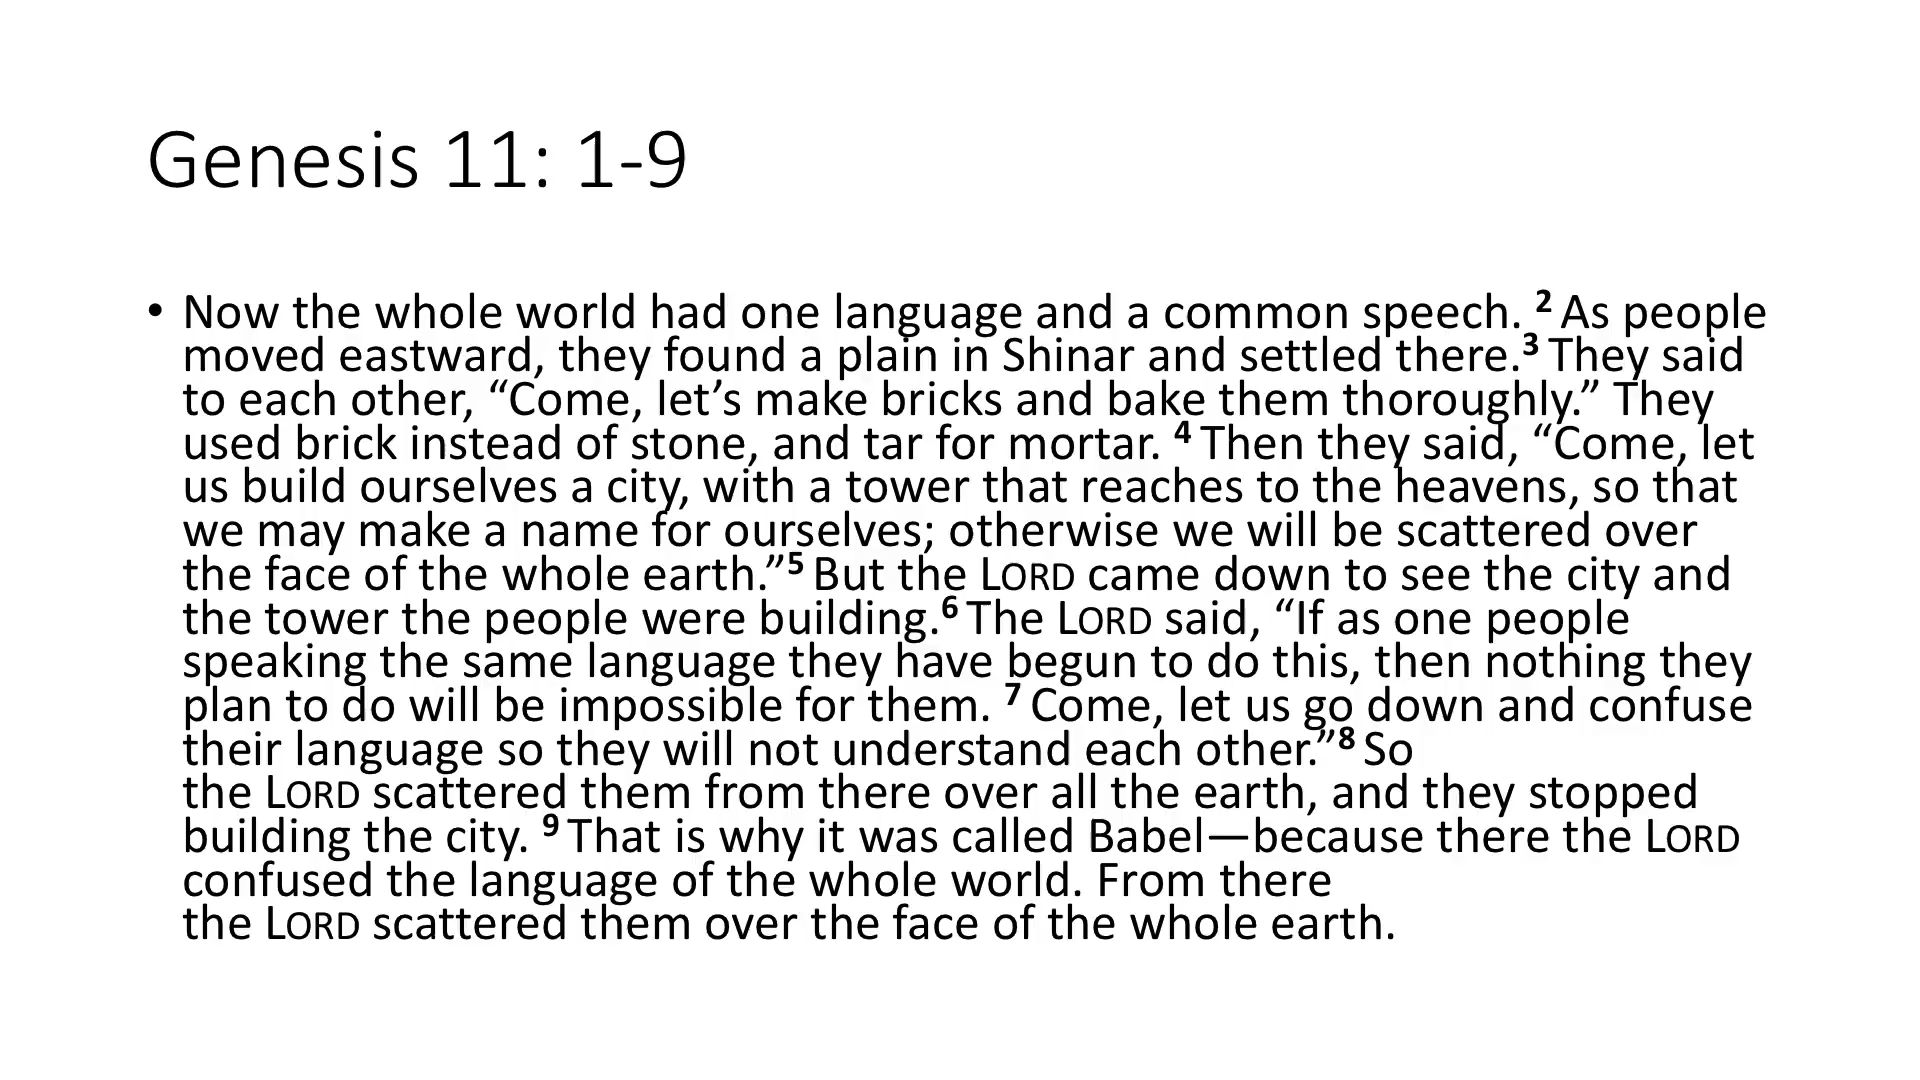 Genesis 11: 1-9
• Now the whole world had one language and a common speech. ² As people
moved eastward, they found a plain in Shinar and settled there.³ They said
to each other, “Come, let’s make bricks and bake them thoroughly.” They
used brick instead of stone, and tar for mortar. ⁴ Then they said, “Come, let
us build ourselves a city, with a tower that reaches to the heavens, so that
we may make a name for ourselves; otherwise we will be scattered over
the face of the whole earth.”⁵ But the LORD came down to see the city and
the tower the people were building.⁶ The LORD said, “If as one people
speaking the same language they have begun to do this, then nothing they
plan to do will be impossible for them. ⁷ Come, let us go down and confuse
their language so they will not understand each other.”⁸ So
the LORD scattered them from there over all the earth, and they stopped
building the city. ⁹ That is why it was called Babel—because there the LORD
confused the language of the whole world. From there
the LORD scattered them over the face of the whole earth.